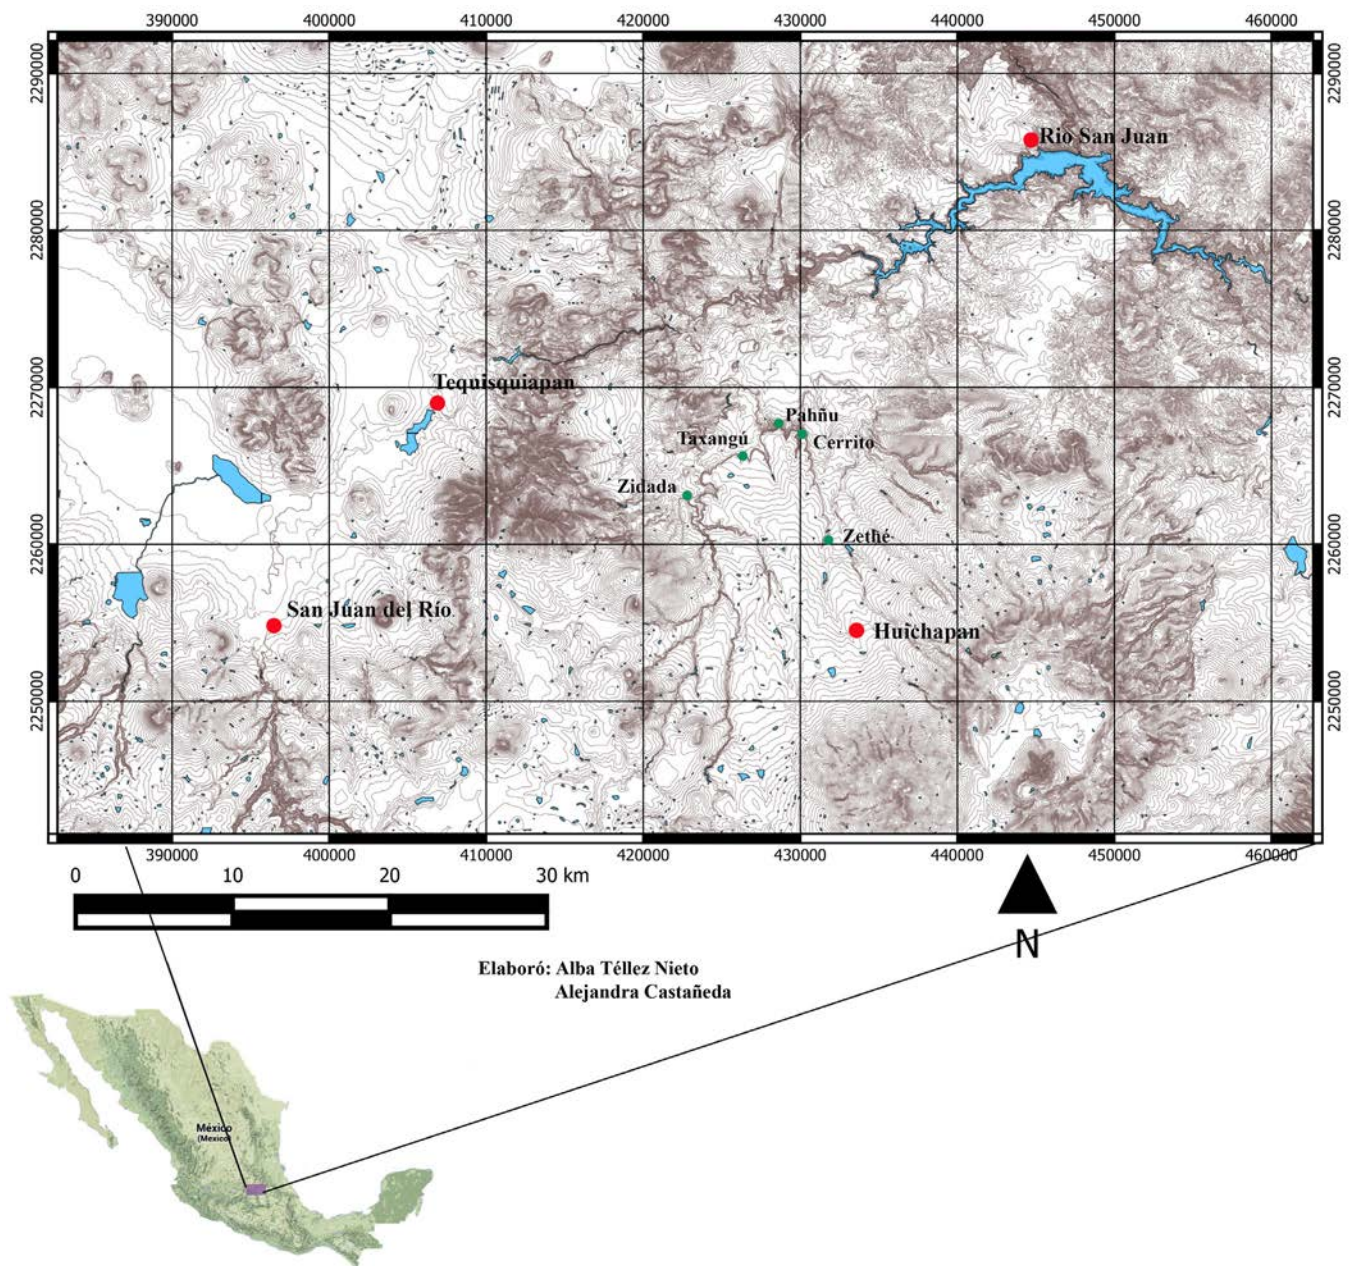 390000 400000 410000 420000 430000 440000 450000 460000
2290000 2290000
Rio San Juan
2280000 2280000
2270000 2270000
Tequisquiapan
Pahñu
Taxangú
Cerrito
Zidada
Zethé
2260000 2260000
San Juan del Río
Huichapan
2250000 2250000
390000 400000 410000 420000 430000 440000 450000 460000
0 10 20 30 km
N
Elaboró: Alba Téllez Nieto
Alejandra Castañeda
México
(Mexico)